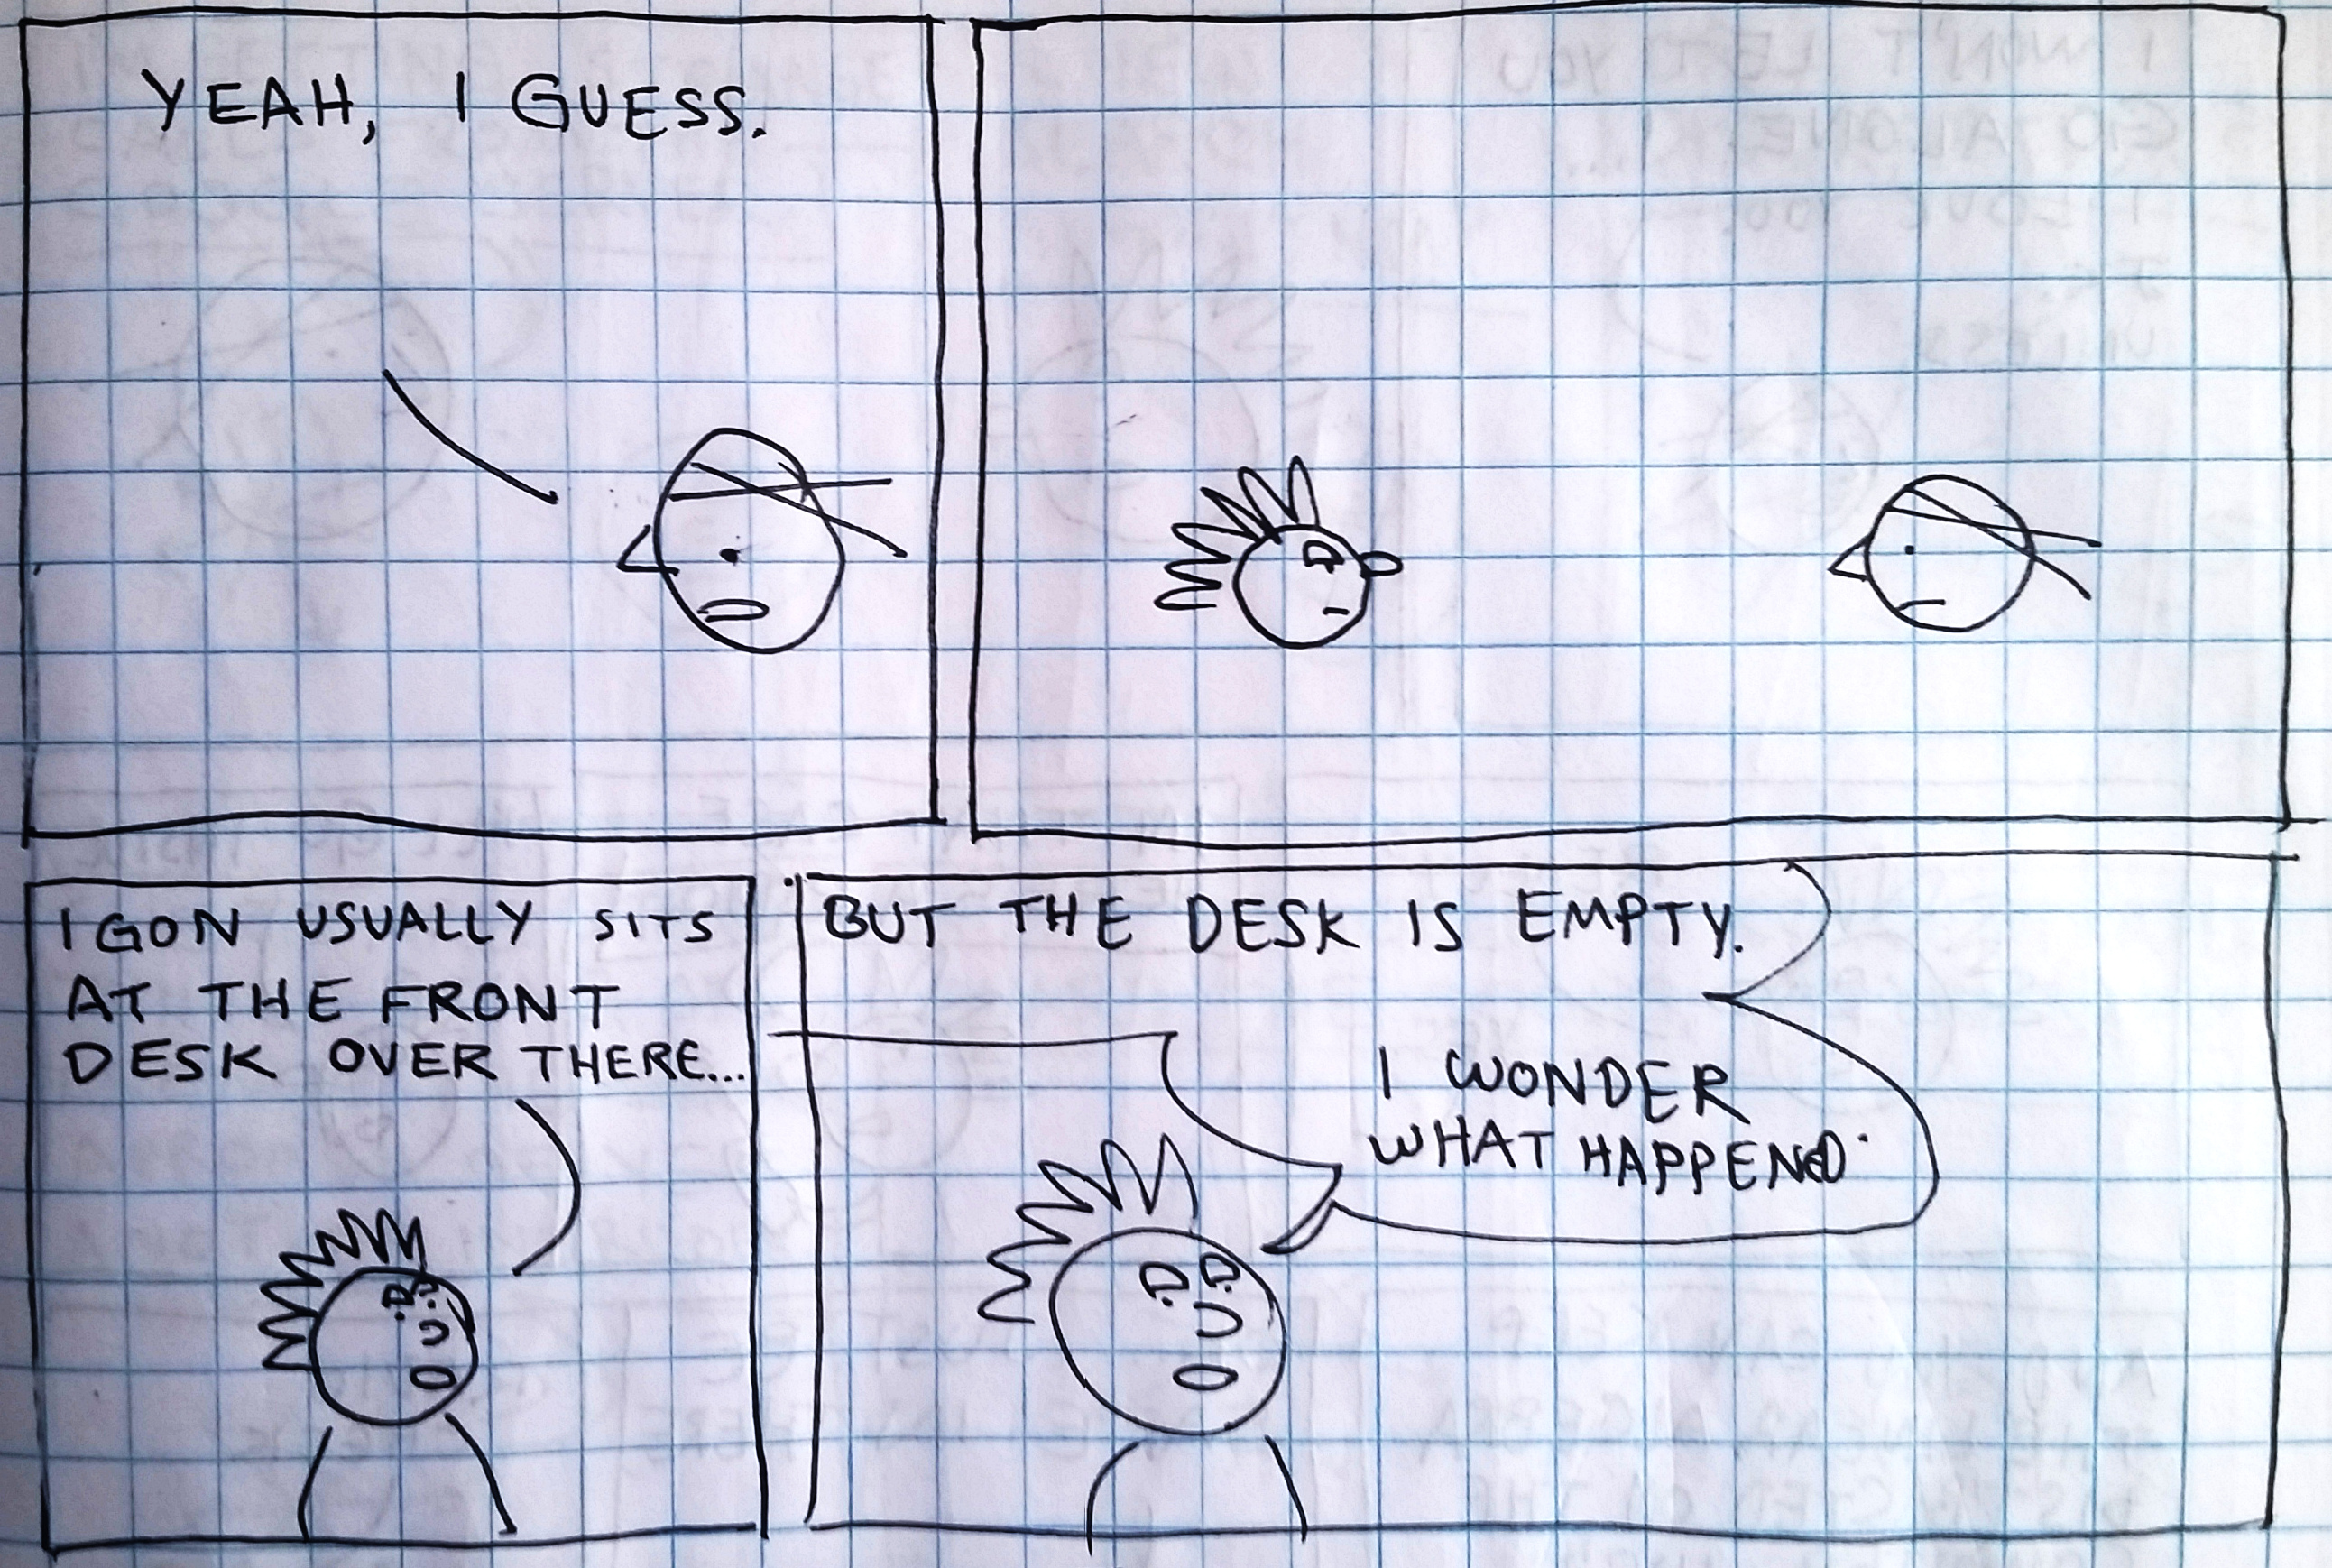 YEAH, I GUESS.
IGON USUALLY SITS
AT THE FRONT
DESK OVER THERE...
BUT THE DESK IS EMPTY.
I WONDER
WHAT HAPPENED.